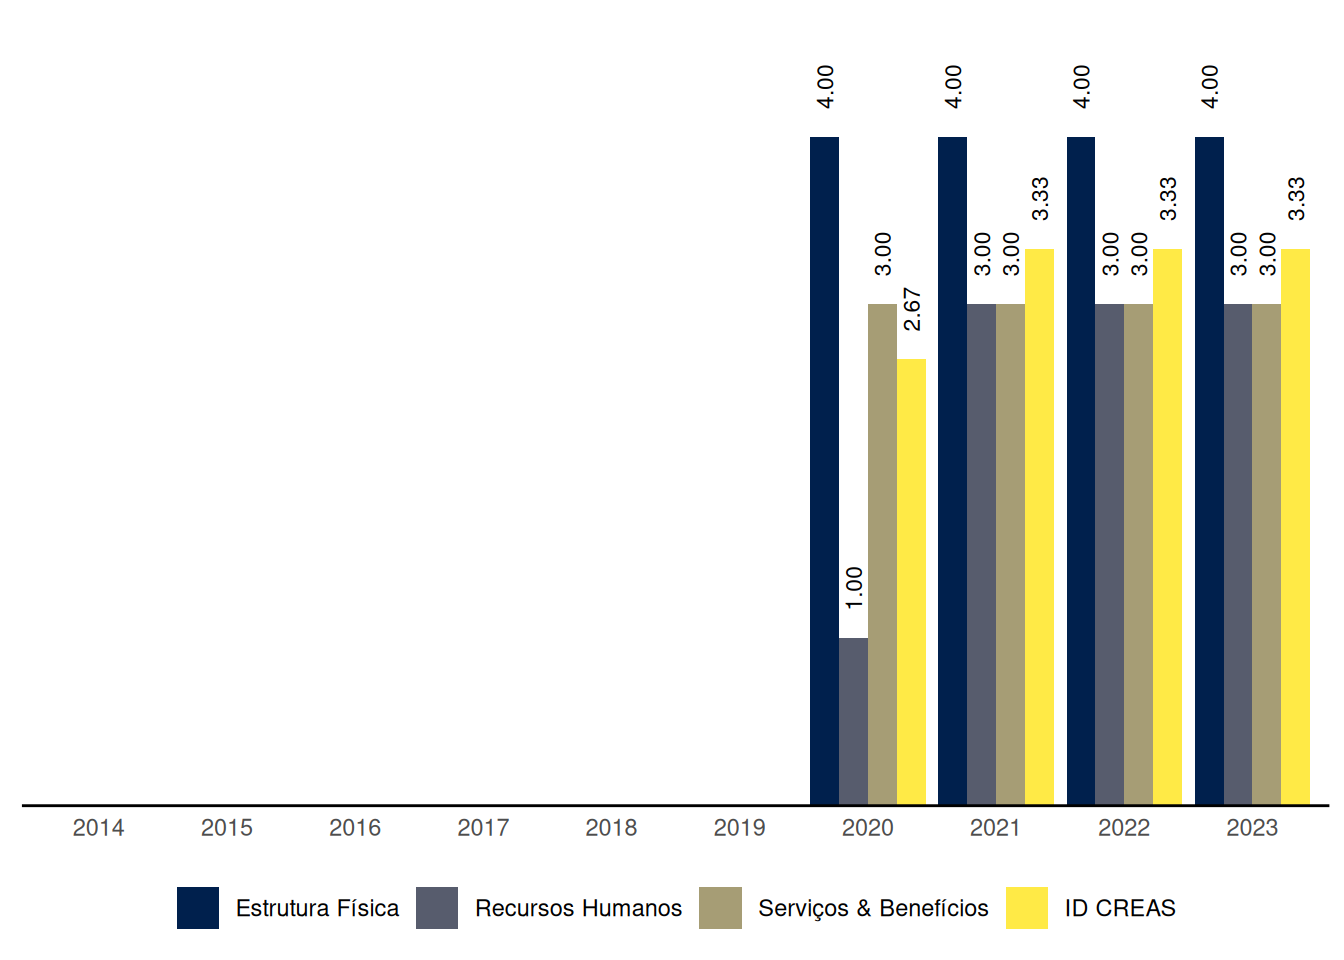 4.00 4.00 4.00 4.00
3.33 3.33 3.33
3.00 3.00 3.00 3.00 3.00 3.00 3.00
2.67
1.00
2014 2015 2016 2017 2018 2019 2020 2021 2022 2023
Estrutura Física Recursos Humanos Serviços & Benefícios ID CREAS